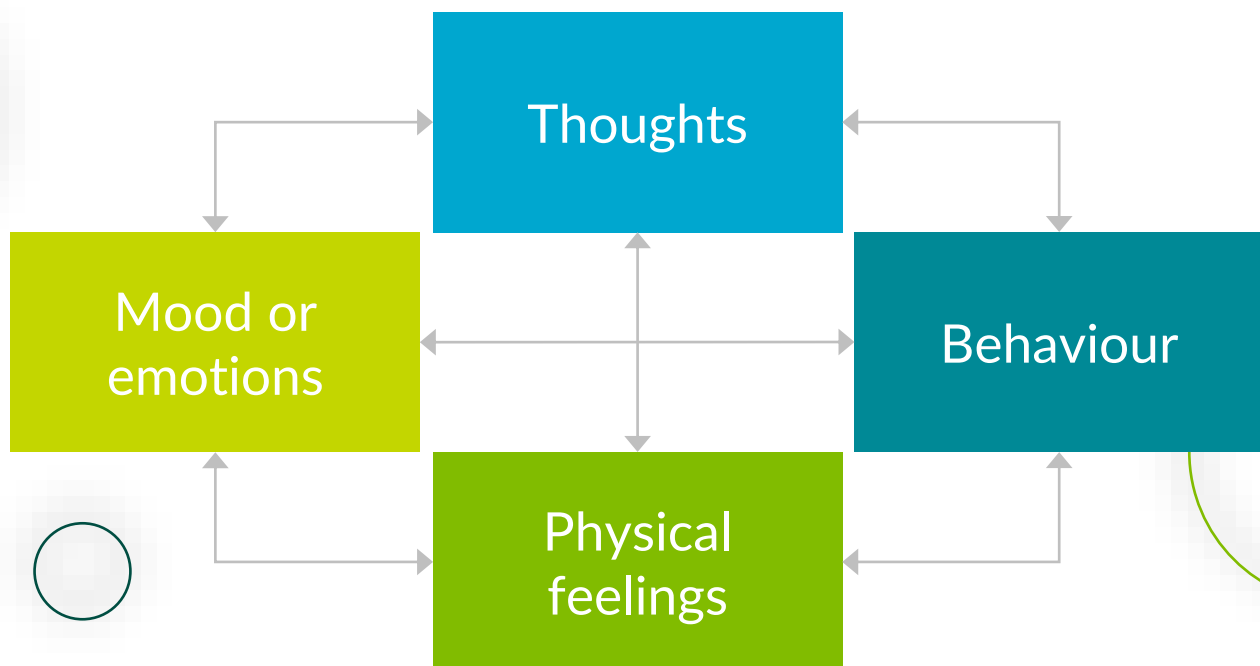 Thoughts
Mood or
emotions
Behaviour
Physical
feelings